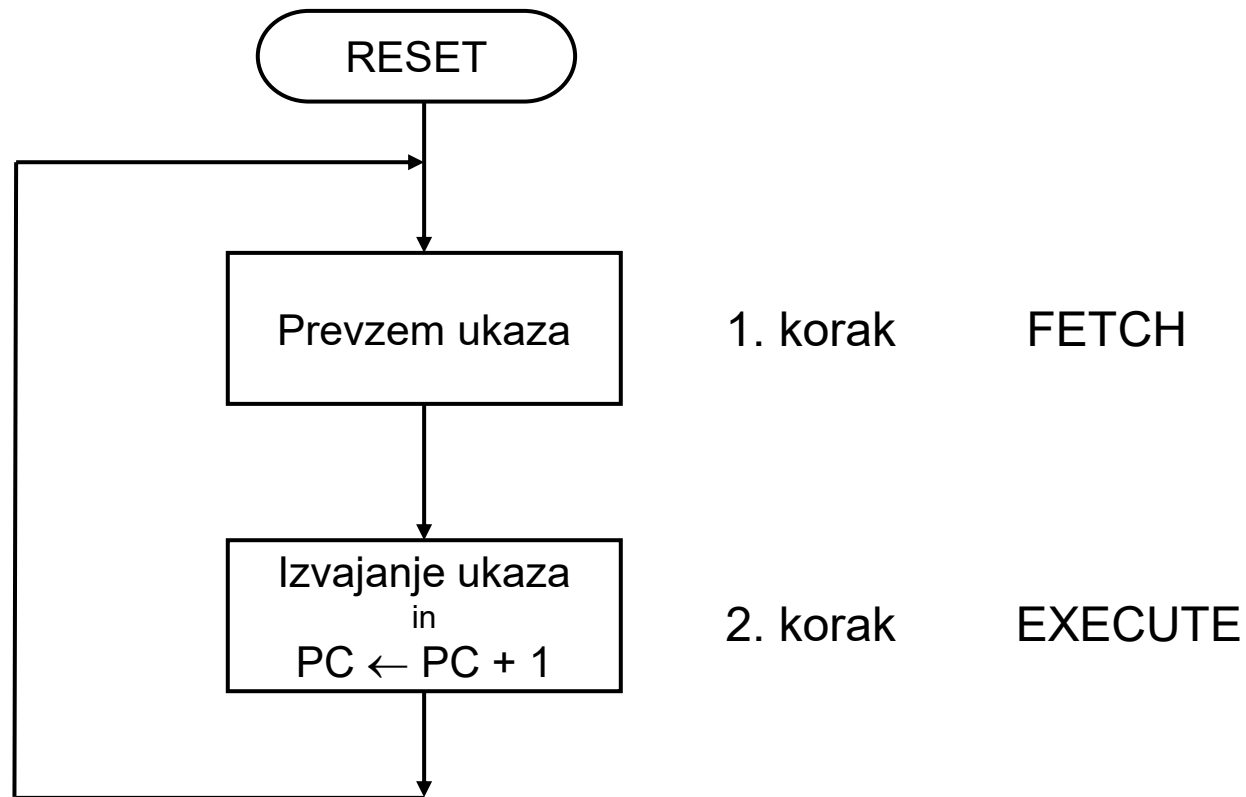 RESET
Prevzem ukaza
1. korak
FETCH
Izvajanje ukaza
in
PC ← PC + 1
2. korak
EXECUTE